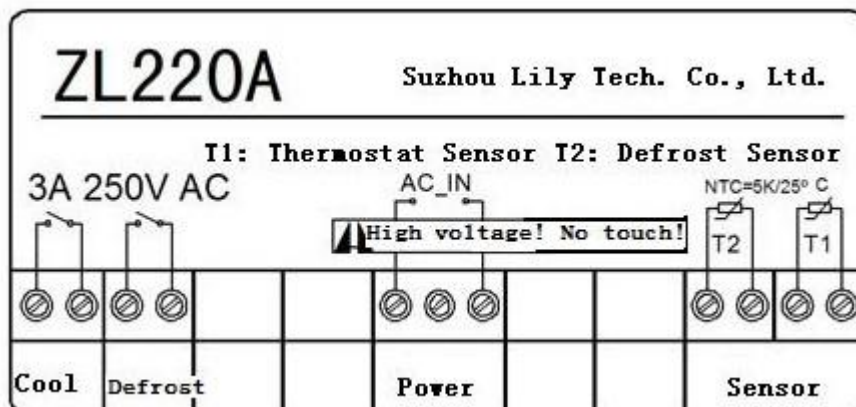 ZL220A
Suzhou Lily Tech. Co., Ltd.
T1: Thermostat Sensor T2: Defrost Sensor
3A 250V AC
AC_IN
NTC=5K/25° C
High voltage! No touch!
T2
T1
Cool
Defrost
Power
Sensor